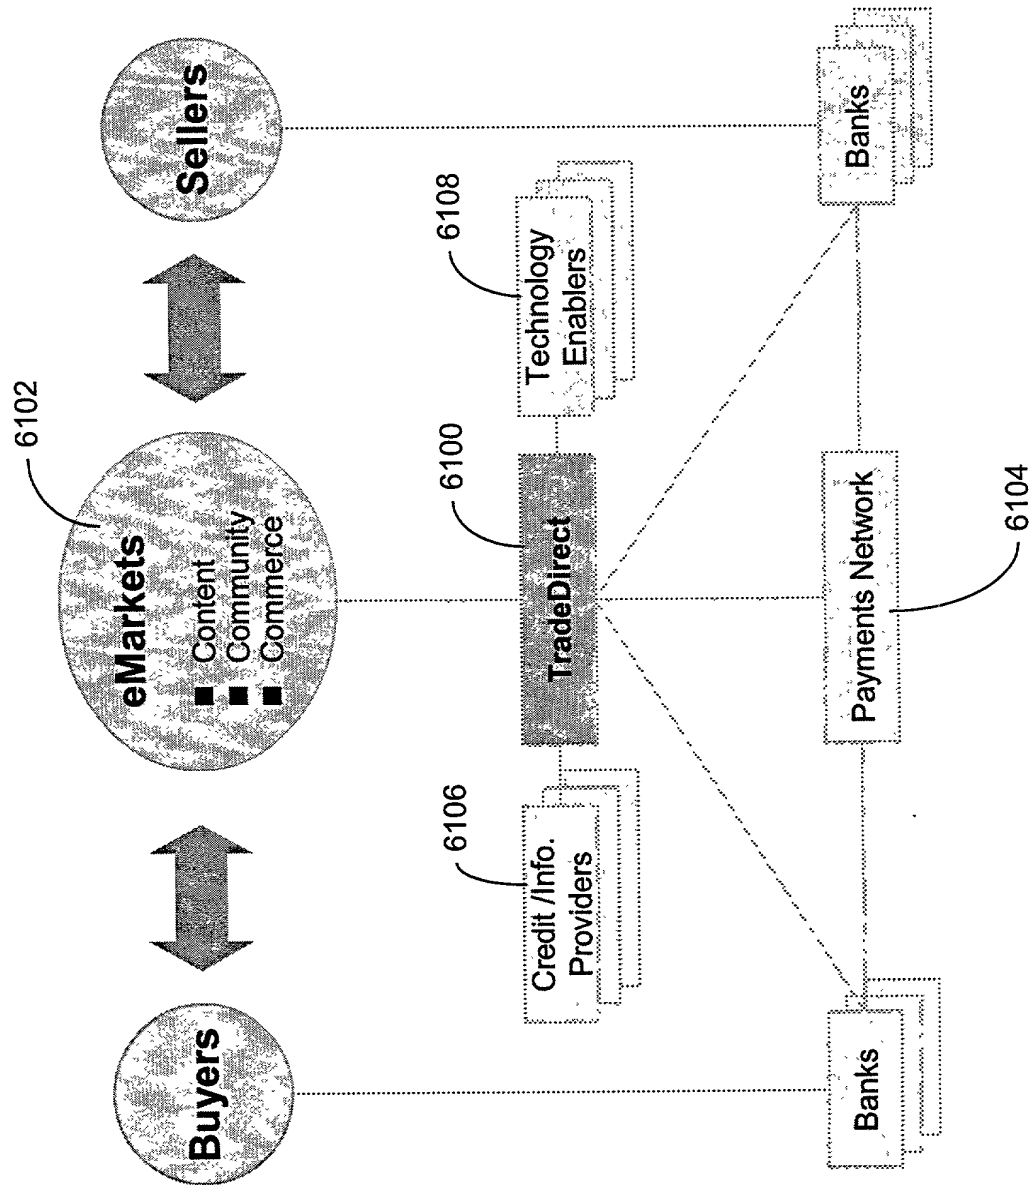 6102
Buyers
eMarkets
Content
Community
Commerce
Sellers
6106
6100
6108
Credit /Info.
Providers
TradeDirect
Technology
Enablers
Banks
Payments Network
Banks
6104